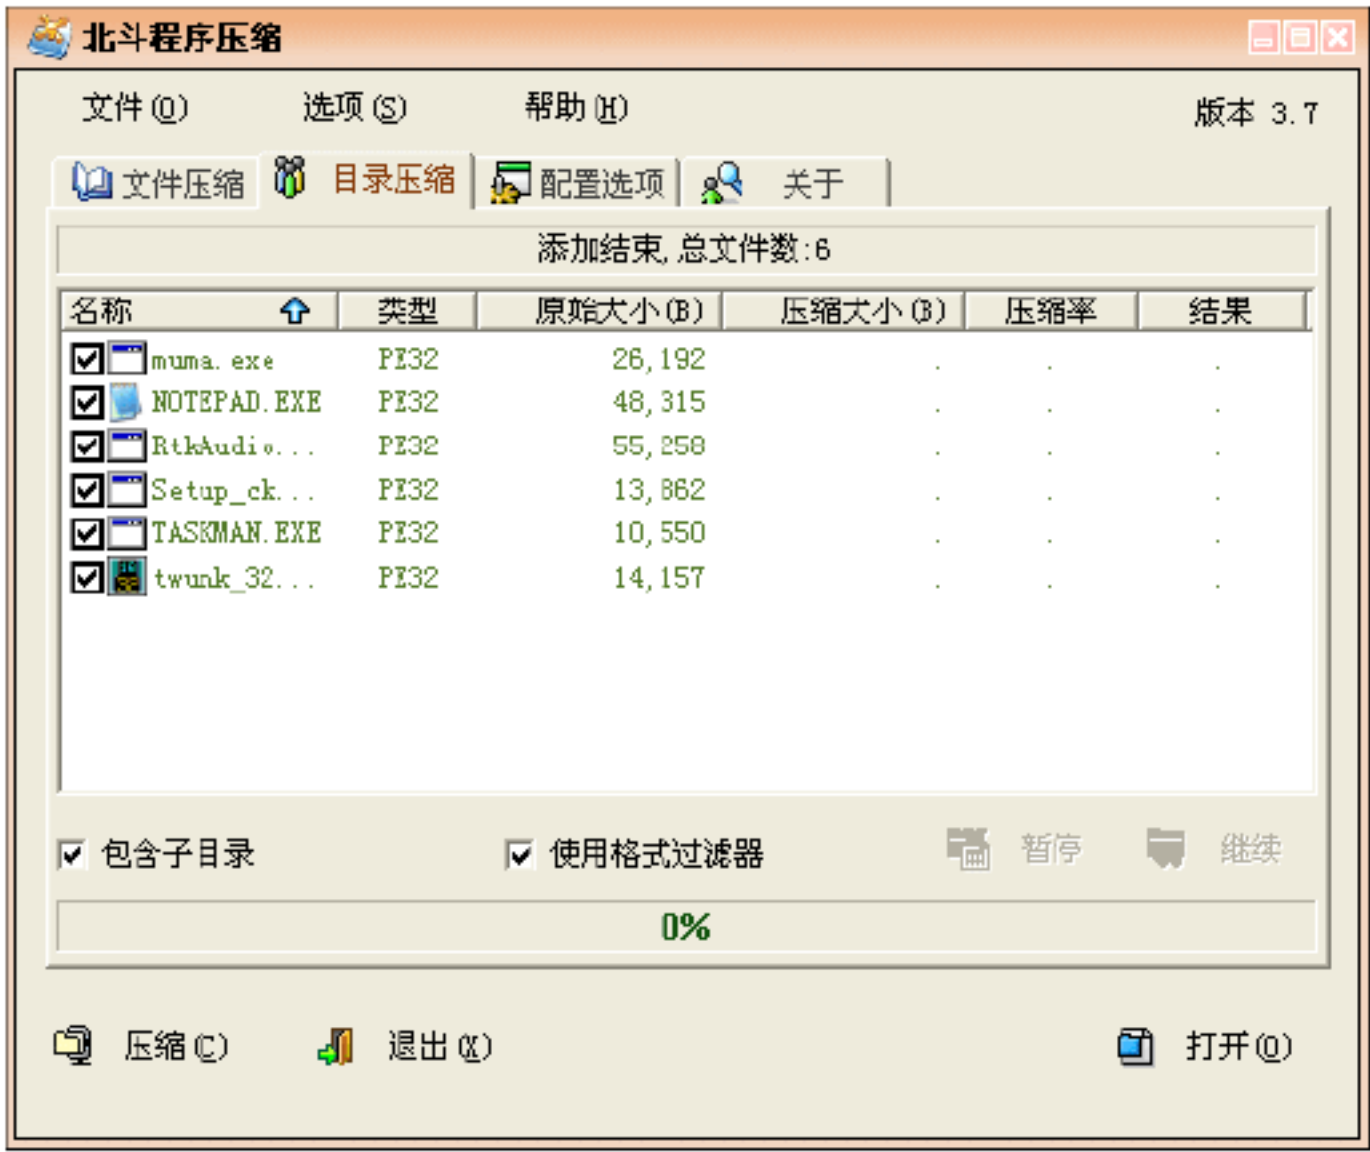 北斗程序压缩
文件(O) 选项(S) 帮助(H) 版本 3.7
文件压缩 目录压缩 配置选项 关于
添加结束,总文件数:6
名称 类型 原始大小(B) 压缩大小(B) 压缩率 结果
muma.exe PE32 26,192 . . .
NOTEPAD.EXE PE32 48,315 . . .
RtkAudio... PE32 55,258 . . .
Setup_ck... PE32 13,862 . . .
TASKMAN.EXE PE32 10,550 . . .
twunk_32... PE32 14,157 . . .
包含子目录 使用格式过滤器 暂停 继续
0%
压缩(C) 退出(X) 打开(O)